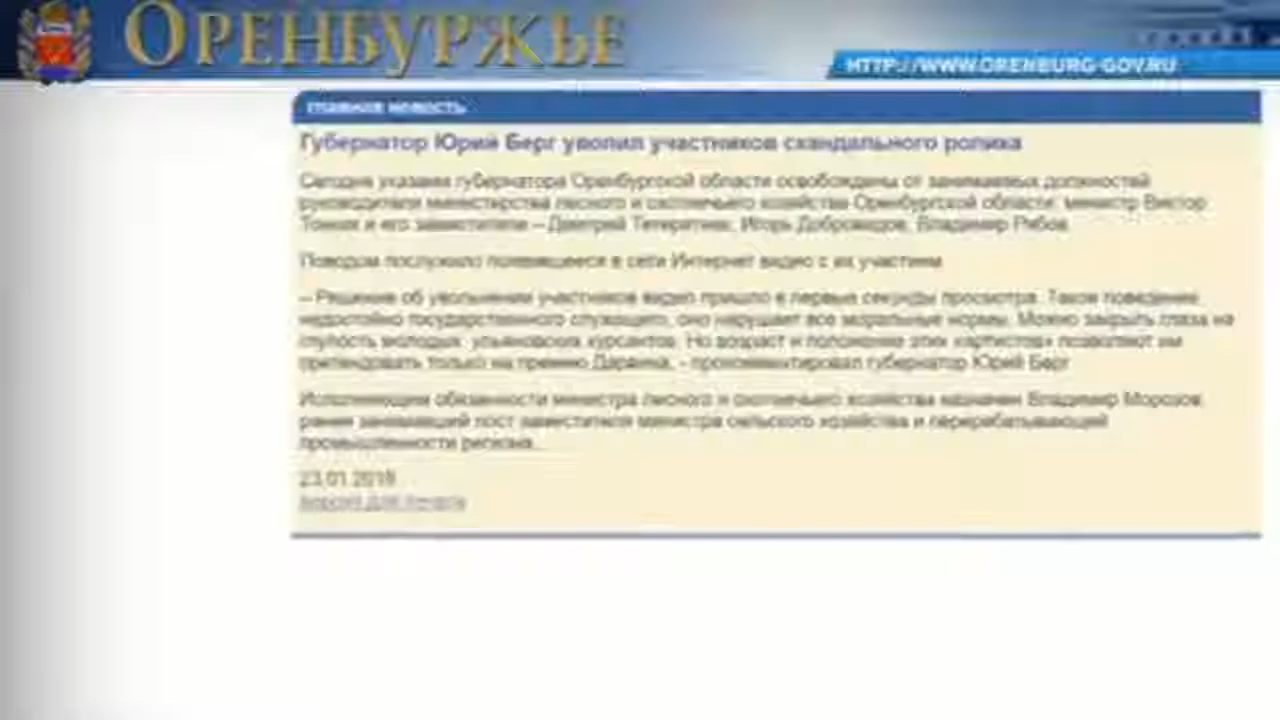 ОРЕНБУРЖЬЕ
HTTP://WWW.ORENBURG-GOV.RU
главная новость
Губернатор Юрий Берг уволил участников скандального ролика
Сегодня указами губернатора Оренбургской области освобождены от занимаемых должностей
руководители министерства лесного и охотничьего хозяйства Оренбургской области: министр Виктор
и его заместители – Дмитрий Игорь Владимир Рябов.
Поводом послужило появившееся в сети Интернет видео с их участием.
– Решение об увольнении участников видео пришло в первые секунды просмотра. Такое поведение
недостойно государственного служащего, оно нарушает все моральные нормы. Можно закрыть глаза на
глупость молодых ульяновских курсантов. Но возраст и положение этих «артистов» позволяют им
претендовать только на премию Дарвина, - прокомментировал губернатор Юрий Берг.
Исполняющим обязанности министра лесного и охотничьего хозяйства назначен Владимир Морозов,
ранее занимавший пост заместителя министра сельского хозяйства и перерабатывающей
промышленности региона.
23.01.2018
версия для печати